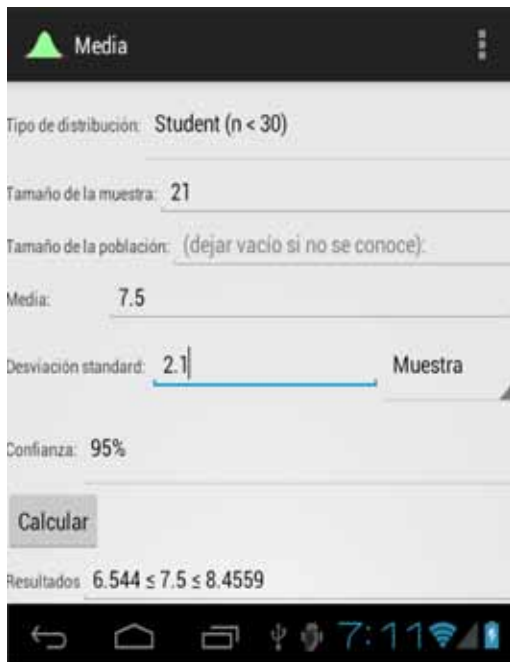 Media
Tipo de distribución: Student (n < 30)
Tamaño de la muestra: 21
Tamaño de la población: (dejar vacío si no se conoce):
Media: 7.5
Desviación standard: 2.1 Muestra
Confianza: 95%
Calcular
Resultados 6.544 ≤ 7.5 ≤ 8.4559
7:11